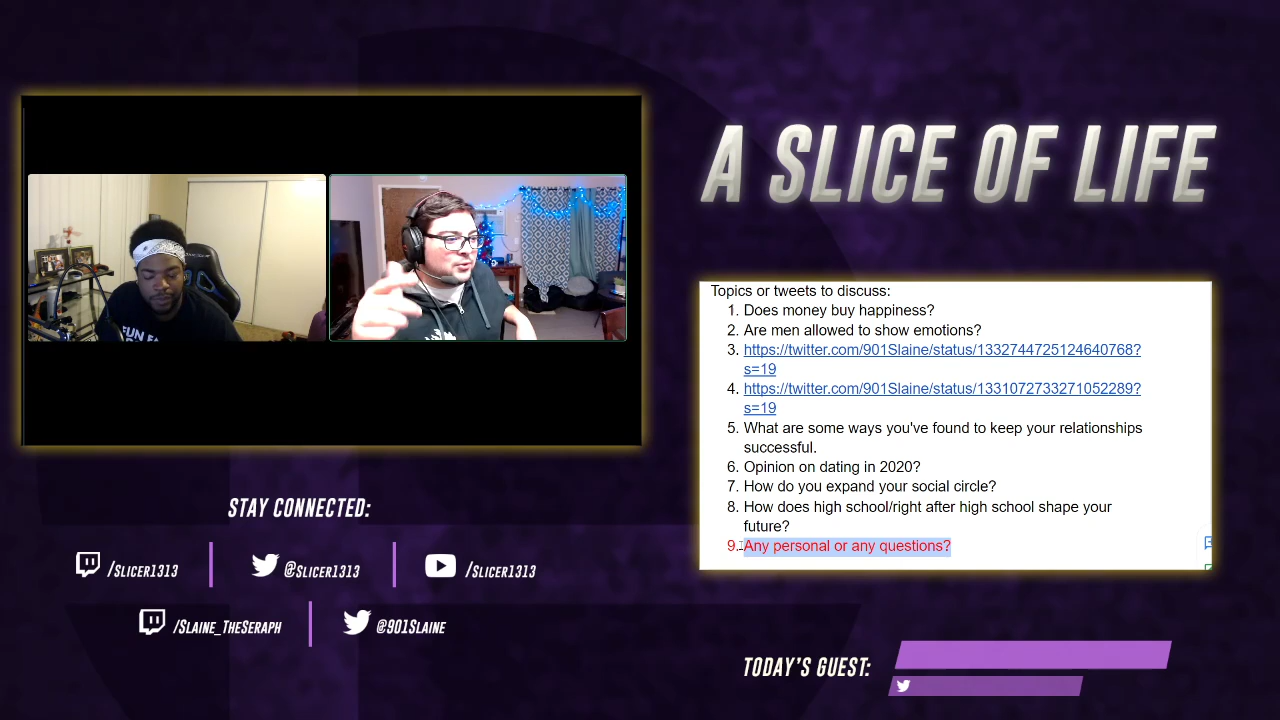 A SLICE OF LIFE
Topics or tweets to discuss:
1. Does money buy happiness?
2. Are men allowed to show emotions?
3. https://twitter.com/901Slaine/status/1332744725124640768?
s=19
4. https://twitter.com/901Slaine/status/1331072733271052289?
s=19
5. What are some ways you've found to keep your relationships
successful.
6. Opinion on dating in 2020?
7. How do you expand your social circle?
8. How does high school/right after high school shape your
future?
9. Any personal or any questions?
STAY CONNECTED:
/SLICER1313
@SLICER1313
/SLICER1313
/SLAINE_THESERAPH
@901SLAINE
TODAY'S GUEST: